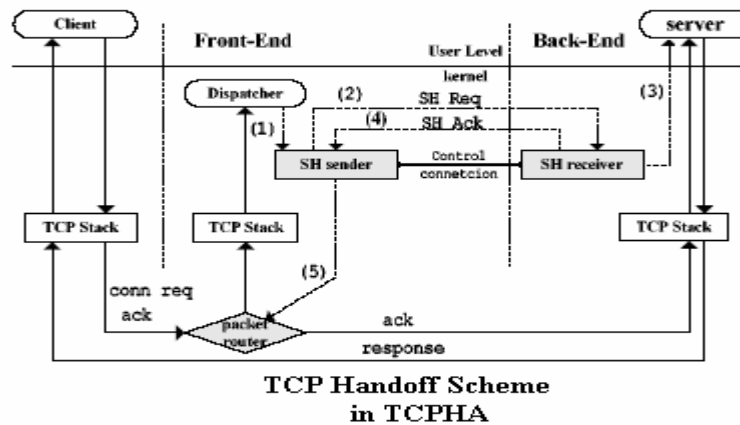 Client
Front-End
User Level
Back-End
server
kernel
Dispatcher
(1)
(2)
SH Req
(4)
SH Ack
(3)
SH sender
Control
connetcion
SH receiver
TCP Stack
TCP Stack
TCP Stack
(5)
conn req
ack
packet
router
ack
response
TCP Handoff Scheme
in TCPHA